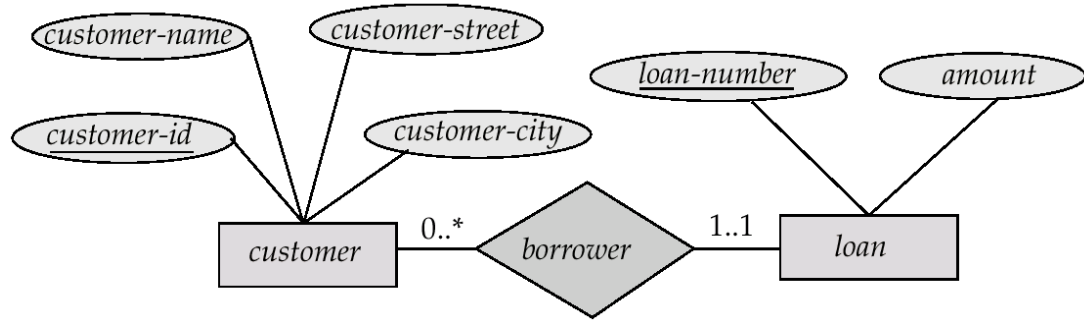 customer-name
customer-street
loan-number
amount
customer-id
customer-city
customer
0..*
borrower
1..1
loan